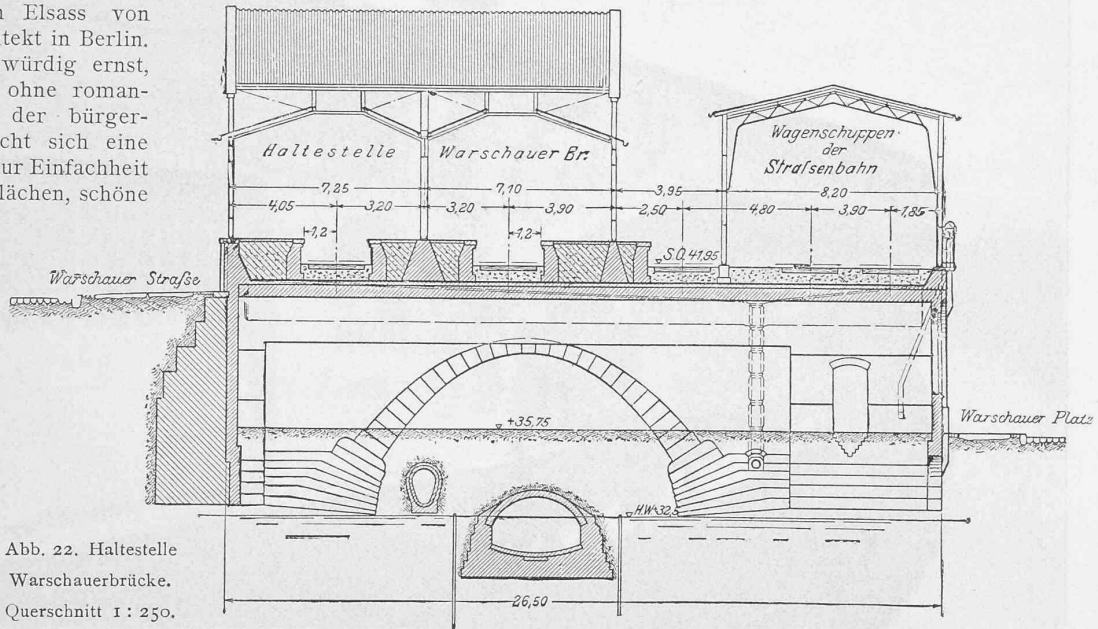 Elsass von
tekt in Berlin.
würdig ernst,
ohne roman-
der bürger-
cht sich eine
ur Einfachheit
lächen, schöne
Haltestelle Warschauer Br.
Wagenschuppen
der
Straſsenbahn
7,25 7,10 3,95 8,20
4,05 3,20 3,20 3,90 2,50 4,80 3,90 1,85
1,2 1,2
S.O. 41,95
Warschauer Straſse
+35,75
Warschauer Platz
H.W. 32,5
26,50
Abb. 22. Haltestelle
Warschauerbrücke.
Querschnitt 1 : 250.